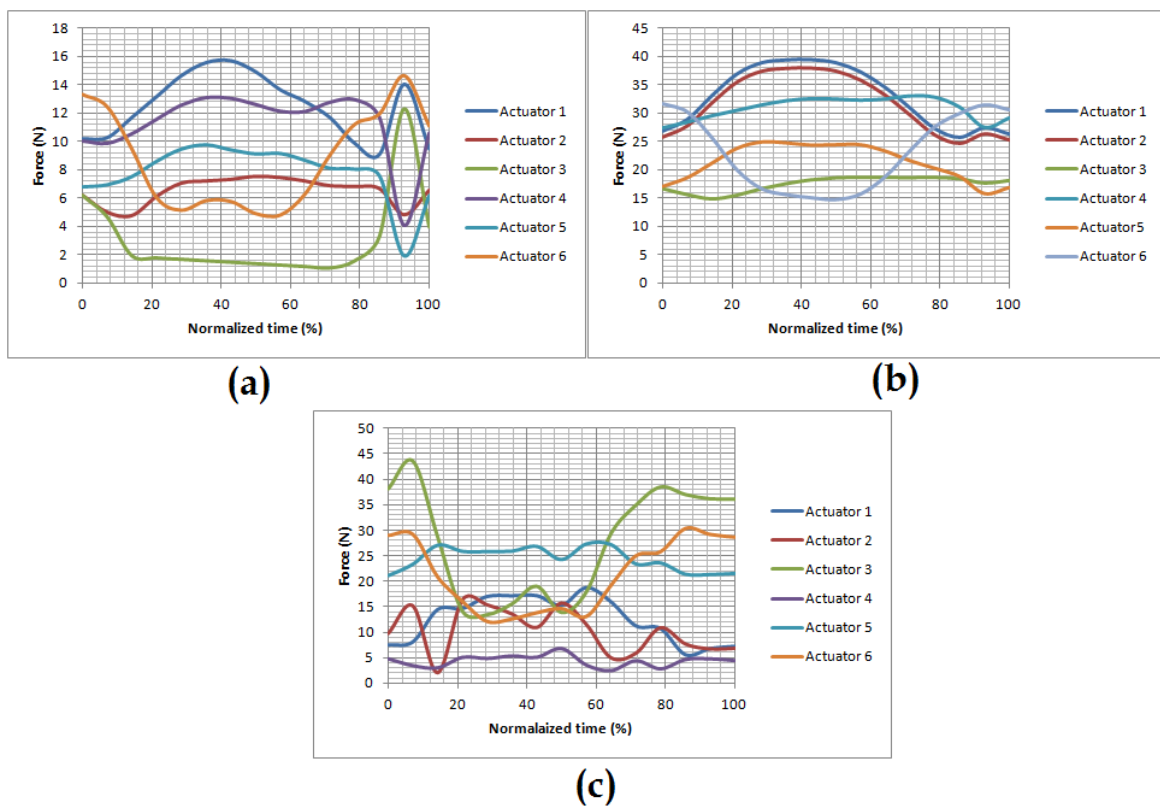 18
16
14
12
10
8
6
4
2
0
Force (N)
0 20 40 60 80 100
Normalized time (%)
Actuator 1
Actuator 2
Actuator 3
Actuator 4
Actuator 5
Actuator 6
(a)
45
40
35
30
25
20
15
10
5
0
Force (N)
0 20 40 60 80 100
Normalized time (%)
Actuator 1
Actuator 2
Actuator 3
Actuator 4
Actuator5
Actuator 6
(b)
50
45
40
35
30
25
20
15
10
5
0
Force (N)
0 20 40 60 80 100
Normalaized time (%)
Actuator 1
Actuator 2
Actuator 3
Actuator 4
Actuator 5
Actuator 6
(c)